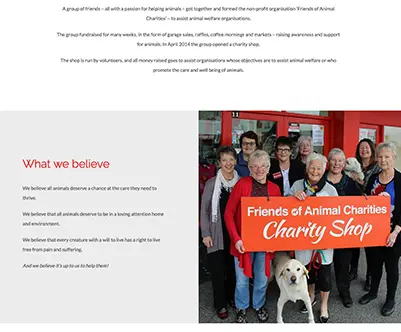 A group of friends – all with a passion for helping animals – got together and formed the non-profit organisation 'Friends of Animal
Charities' – to assist animal welfare organisations.
The group fundraised for many weeks, in the form of garage sales, raffles, coffee mornings and markets – raising awareness and support
for animals. In April 2014 the group opened a charity shop.
The shop is run by volunteers, and all money raised goes to assist organisations whose objectives are to assist animal welfare or who
promote the care and well being of animals.
What we believe
We believe all animals deserve a chance at the care they need to
thrive.
We believe that all animals deserve to be in a loving attention home
and environment.
We believe that every creature with a will to live has a right to live
free from pain and suffering.
And we believe it's up to us to help them!
11
Friends of Animal Charities
Charity Shop